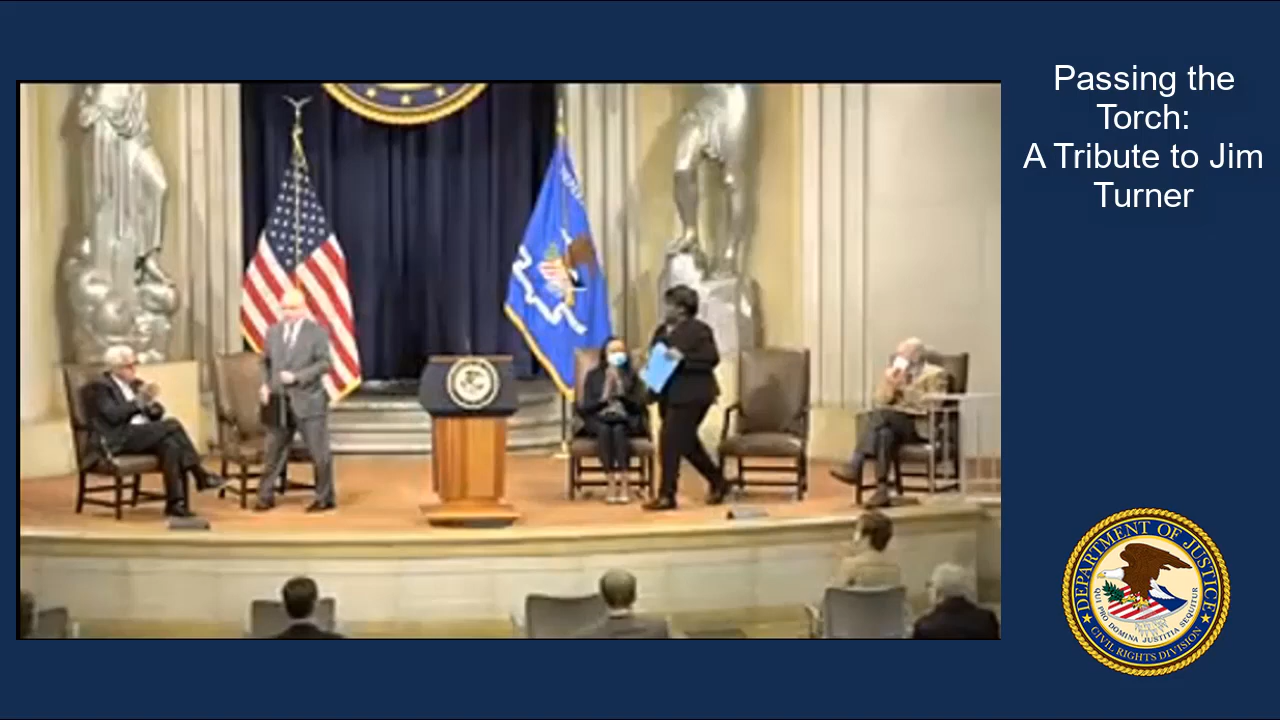 Passing the
Torch:
A Tribute to Jim
Turner
DEPARTMENT OF JUSTICE
QUI PRO DOMINA JUSTITIA SEQUITUR
CIVIL RIGHTS DIVISION